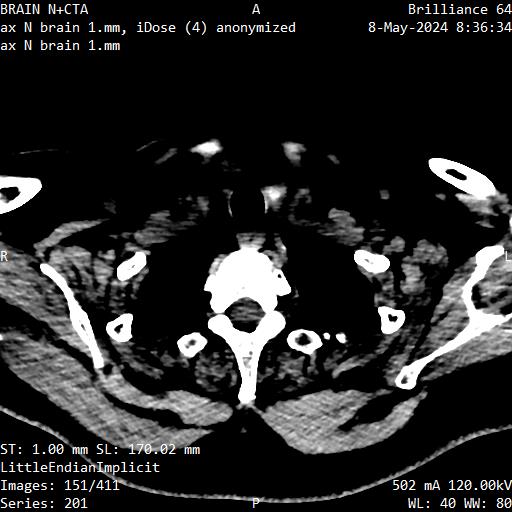 BRAIN N+CTA
A
Brilliance 64
ax N brain 1.mm, iDose (4) anonymized
8-May-2024 8:36:34
ax N brain 1.mm
R
L
ST: 1.00 mm SL: 170.02 mm
LittleEndianImplicit
Images: 151/411
502 mA 120.00kV
Series: 201
P
WL: 40 WW: 80